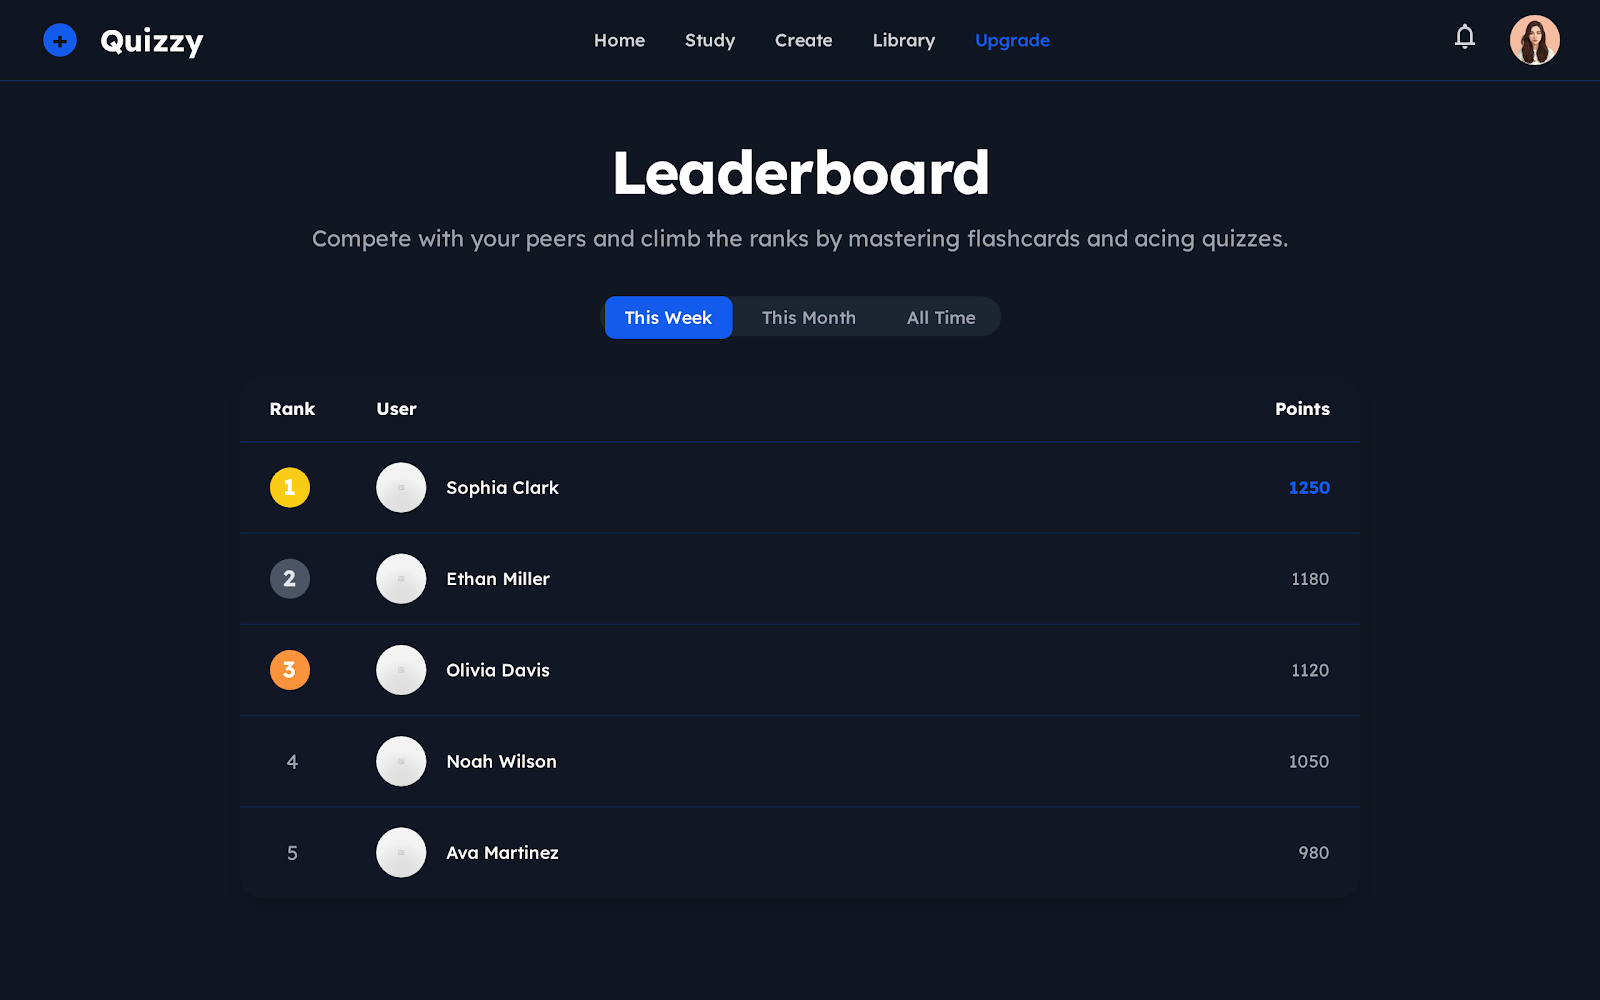 Quizzy
Home Study Create Library Upgrade
Leaderboard
Compete with your peers and climb the ranks by mastering flashcards and acing quizzes.
This Week This Month All Time
Rank User Points
1 Sophia Clark 1250
2 Ethan Miller 1180
3 Olivia Davis 1120
4 Noah Wilson 1050
5 Ava Martinez 980